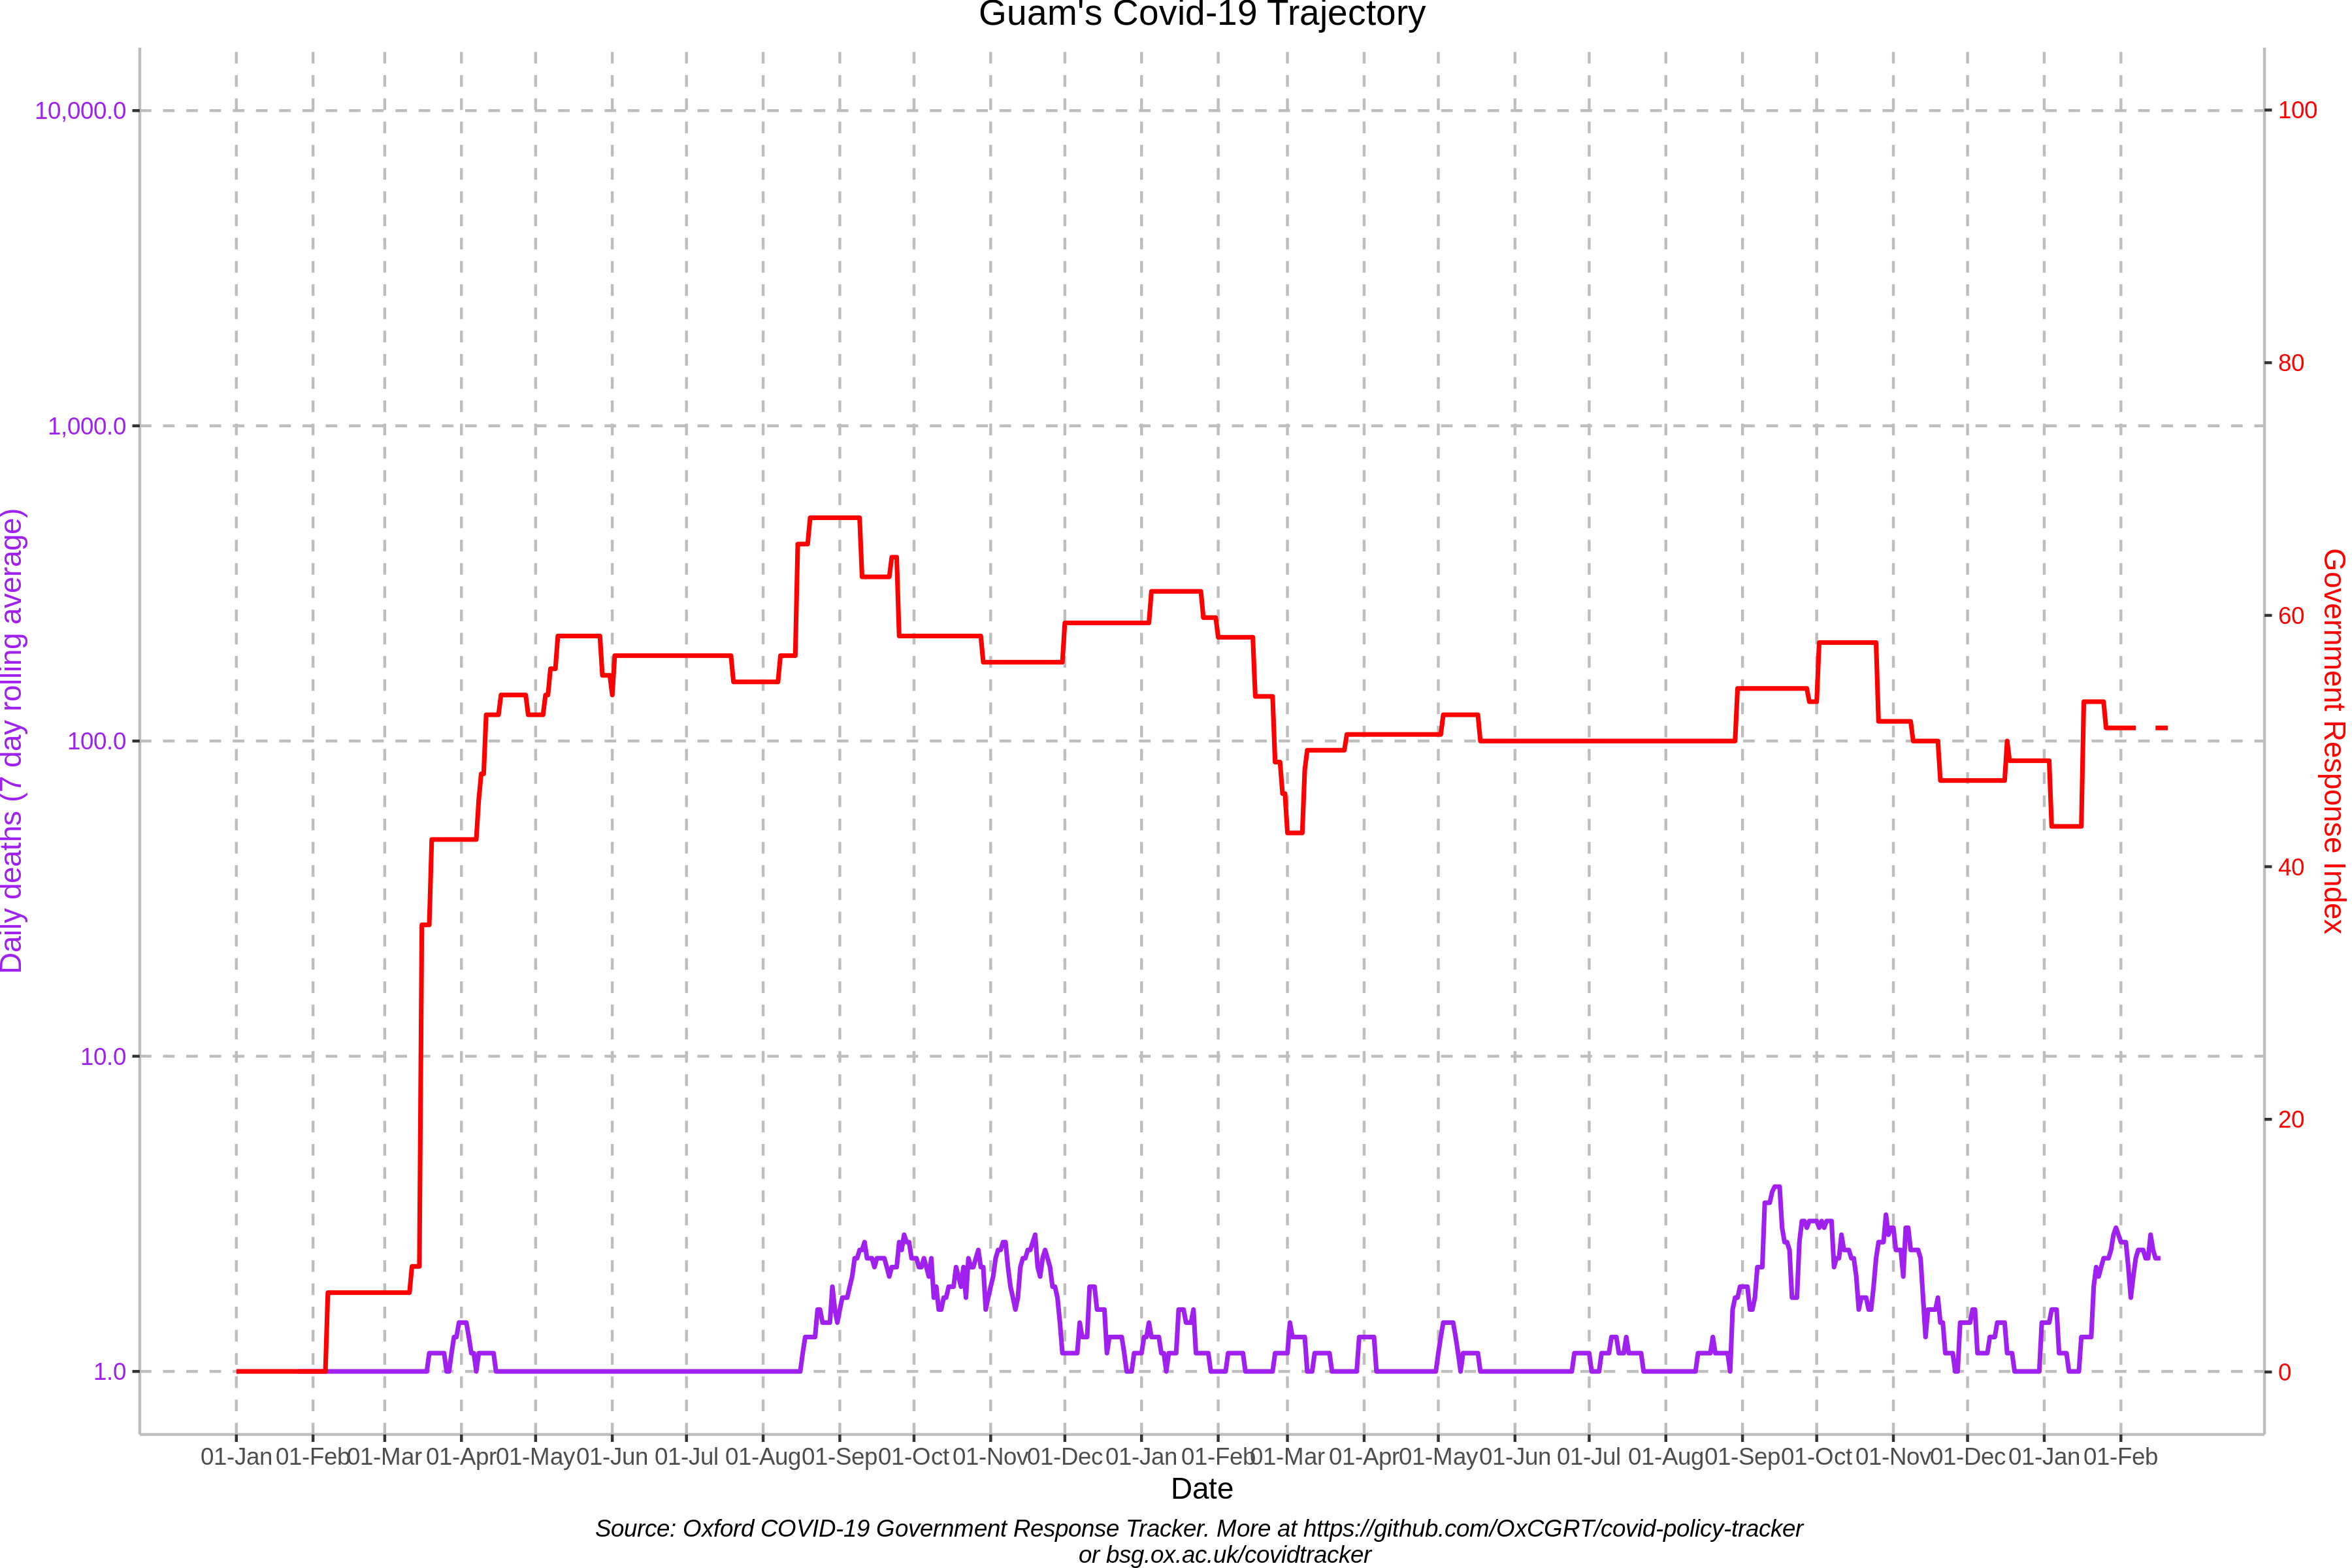 Guam's Covid-19 Trajectory
10,000.0
1,000.0
100.0
10.0
1.0
Daily deaths (7 day rolling average)
100
80
60
40
20
0
Government Response Index
01-Jan 01-Feb 01-Mar 01-Apr 01-May 01-Jun 01-Jul 01-Aug 01-Sep 01-Oct 01-Nov 01-Dec 01-Jan 01-Feb 01-Mar 01-Apr 01-May 01-Jun 01-Jul 01-Aug 01-Sep 01-Oct 01-Nov 01-Dec 01-Jan 01-Feb
Date
Source: Oxford COVID-19 Government Response Tracker. More at https://github.com/OxCGRT/covid-policy-tracker
or bsg.ox.ac.uk/covidtracker